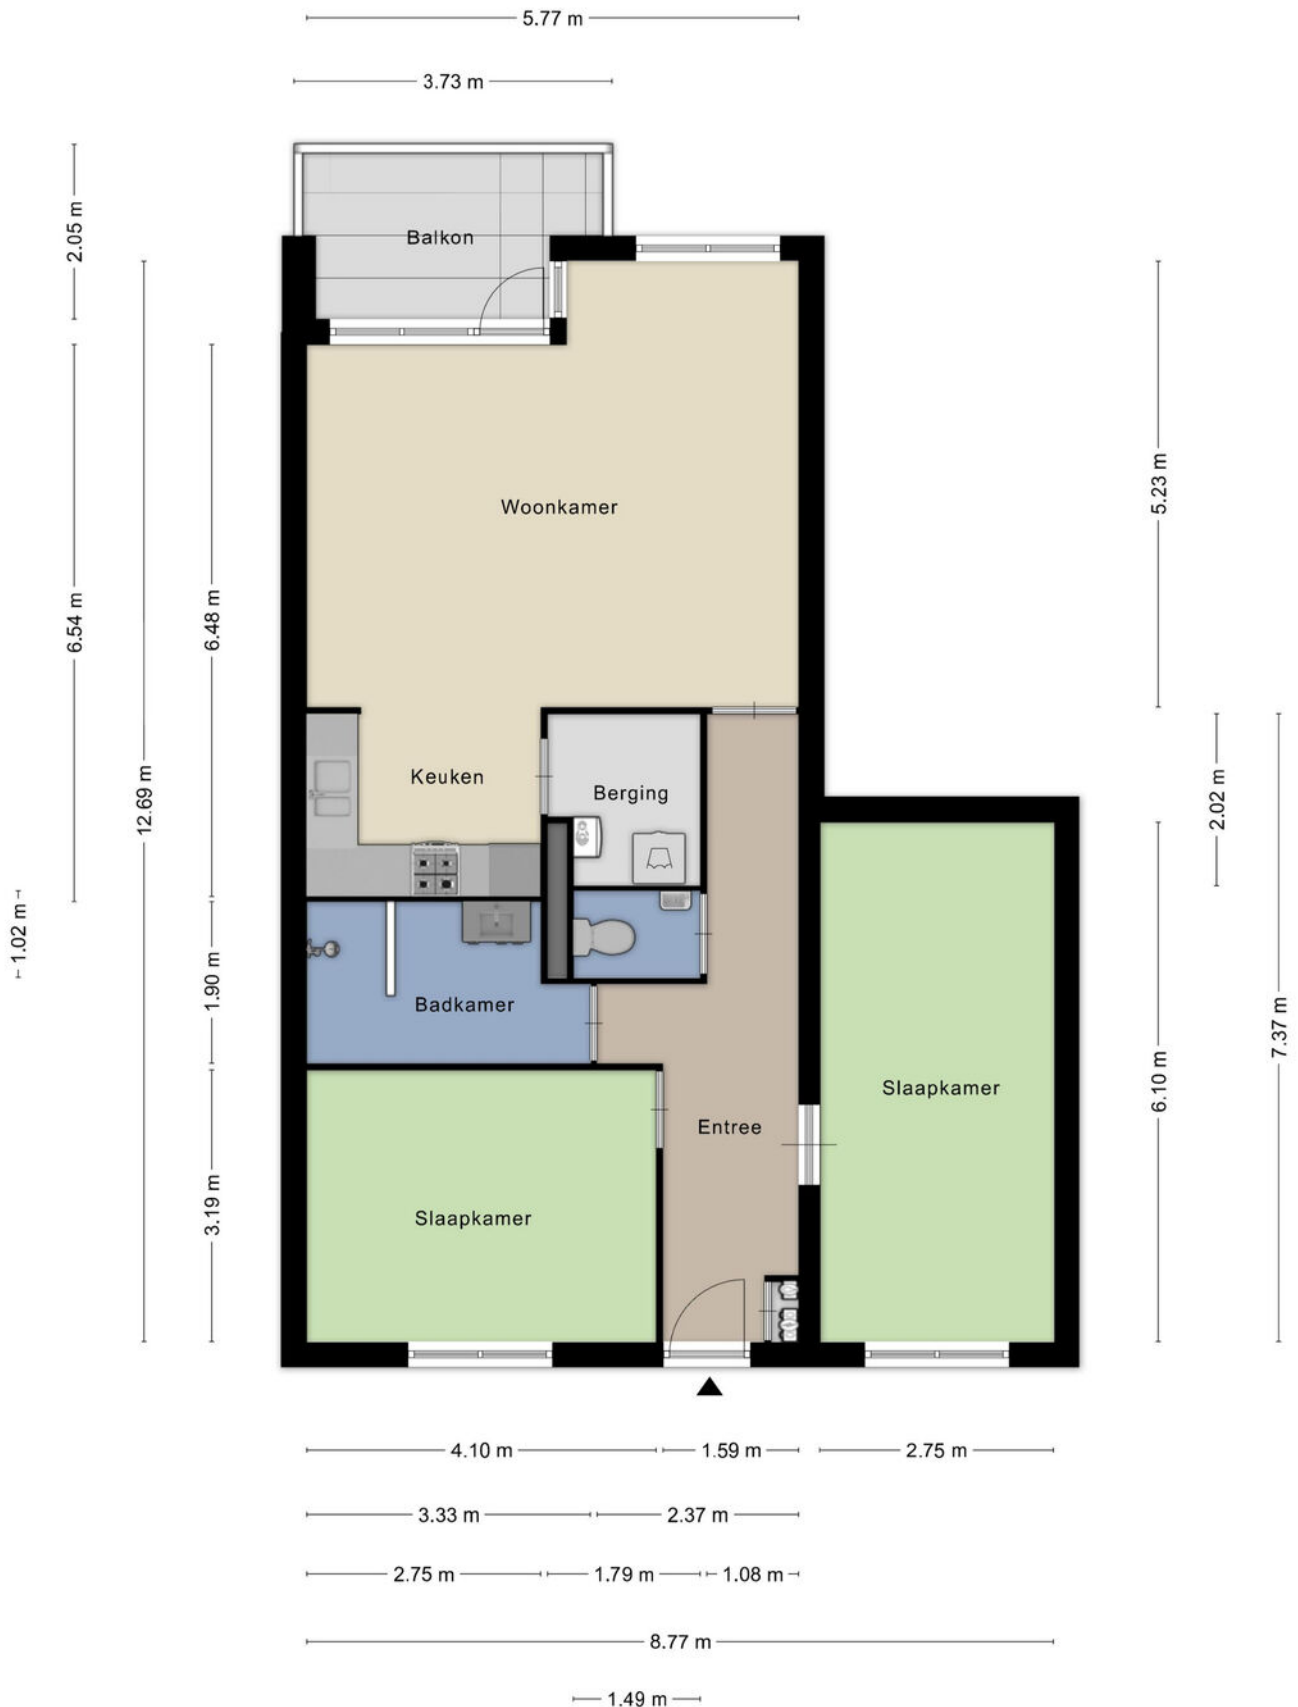 5.77 m
3.73 m
2.05 m
Balkon
12.69 m
6.54 m
6.48 m
5.23 m
Woonkamer
Keuken
Berging
2.02 m
1.02 m
1.90 m
Badkamer
7.37 m
6.10 m
Slaapkamer
Entree
3.19 m
Slaapkamer
4.10 m
1.59 m
2.75 m
3.33 m
2.37 m
2.75 m
1.79 m
1.08 m
8.77 m
1.49 m